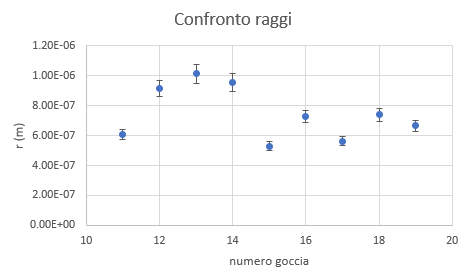 Confronto raggi
1.20E-06
1.00E-06
8.00E-07
6.00E-07
4.00E-07
2.00E-07
0.00E+00
r (m)
10 12 14 16 18 20
numero goccia